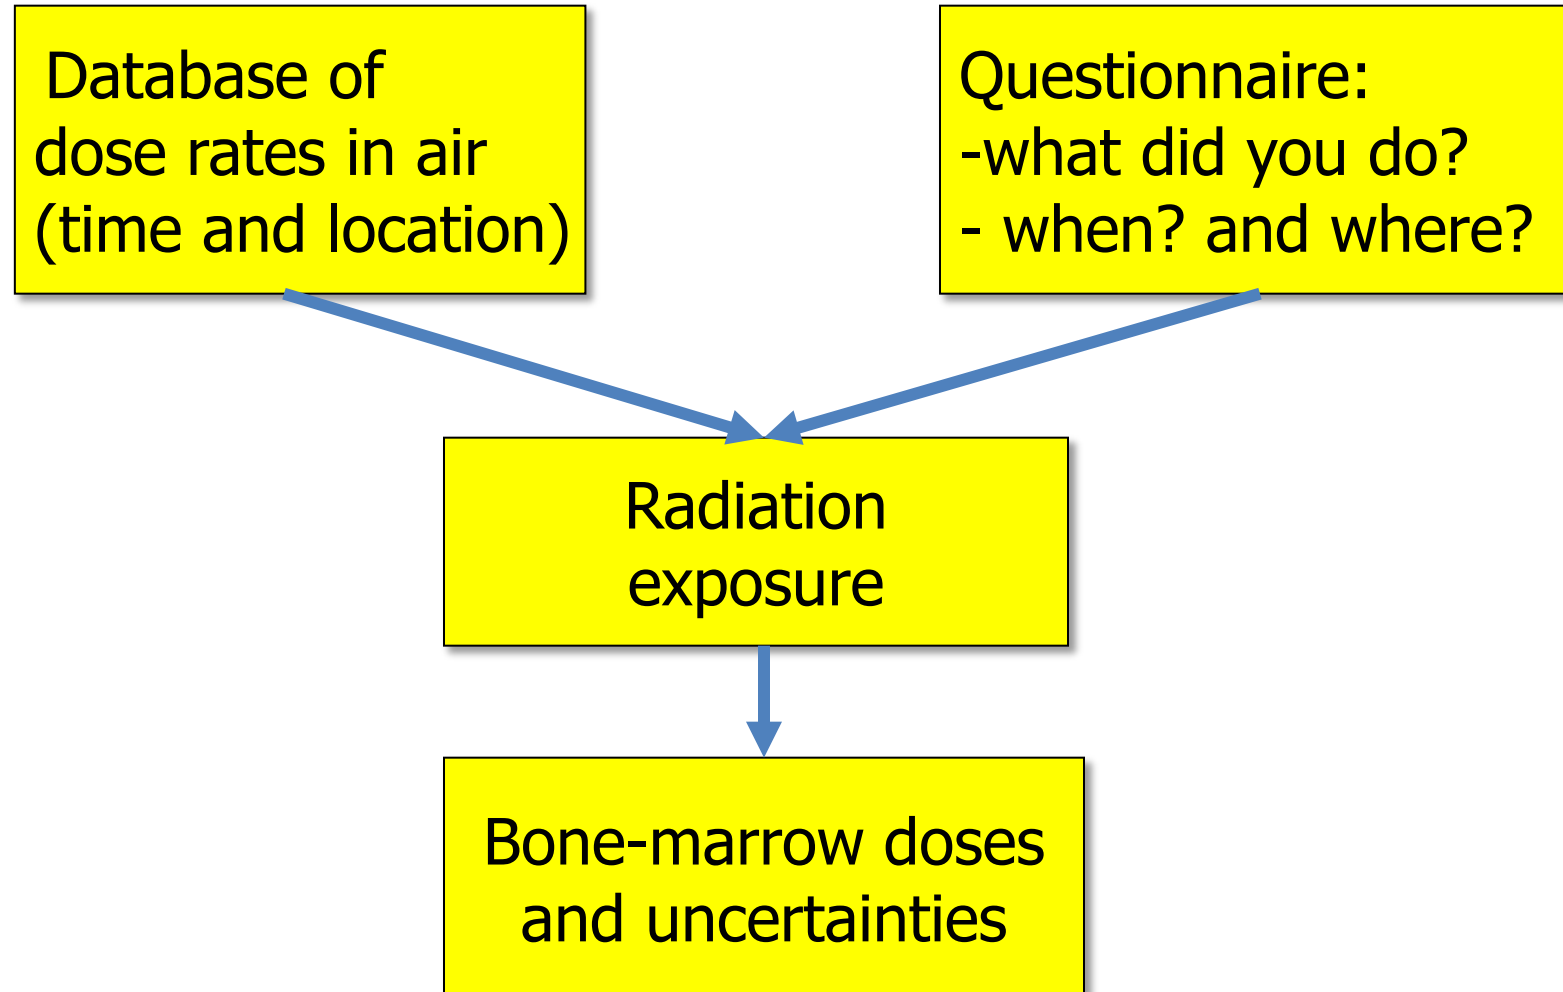 Database of
dose rates in air
(time and location)
Questionnaire:
-what did you do?
- when? and where?
Radiation
exposure
Bone-marrow doses
and uncertainties